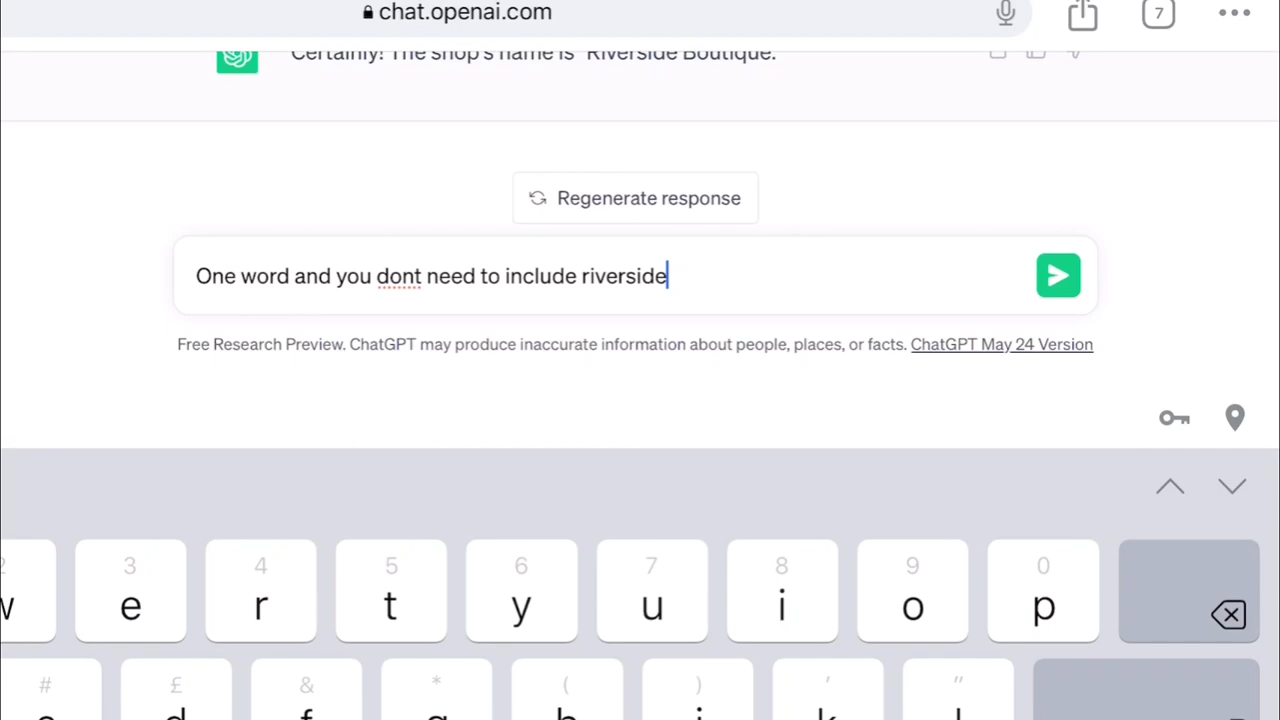 chat.openai.com
7
Certainly! The shop's name is "Riverside Boutique."
Regenerate response
One word and you dont need to include riverside
Free Research Preview. ChatGPT may produce inaccurate information about people, places, or facts. ChatGPT May 24 Version
3 4 5 6 7 8 9 0
w e r t y u i o p
# £ & * ( ) ' "